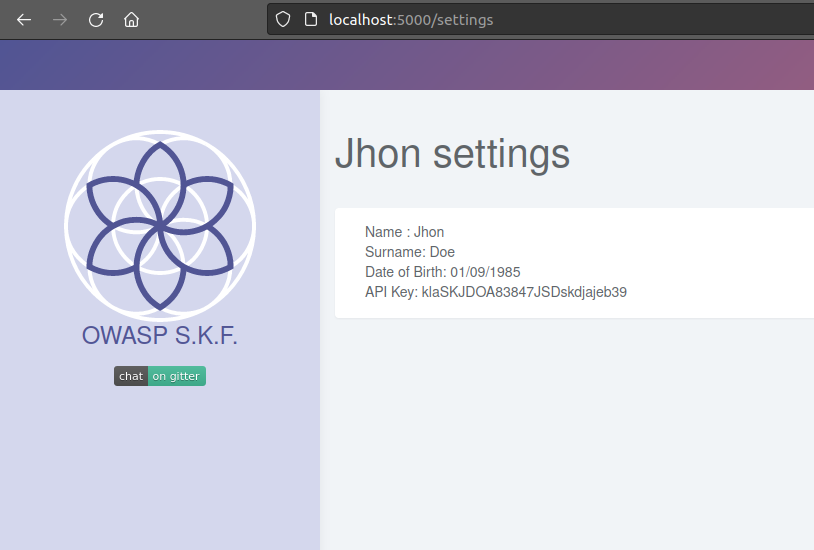 localhost:5000/settings
OWASP S.K.F.
chat on gitter
Jhon settings
Name : Jhon
Surname: Doe
Date of Birth: 01/09/1985
API Key: klaSKJDOA83847JSDskdjajeb39